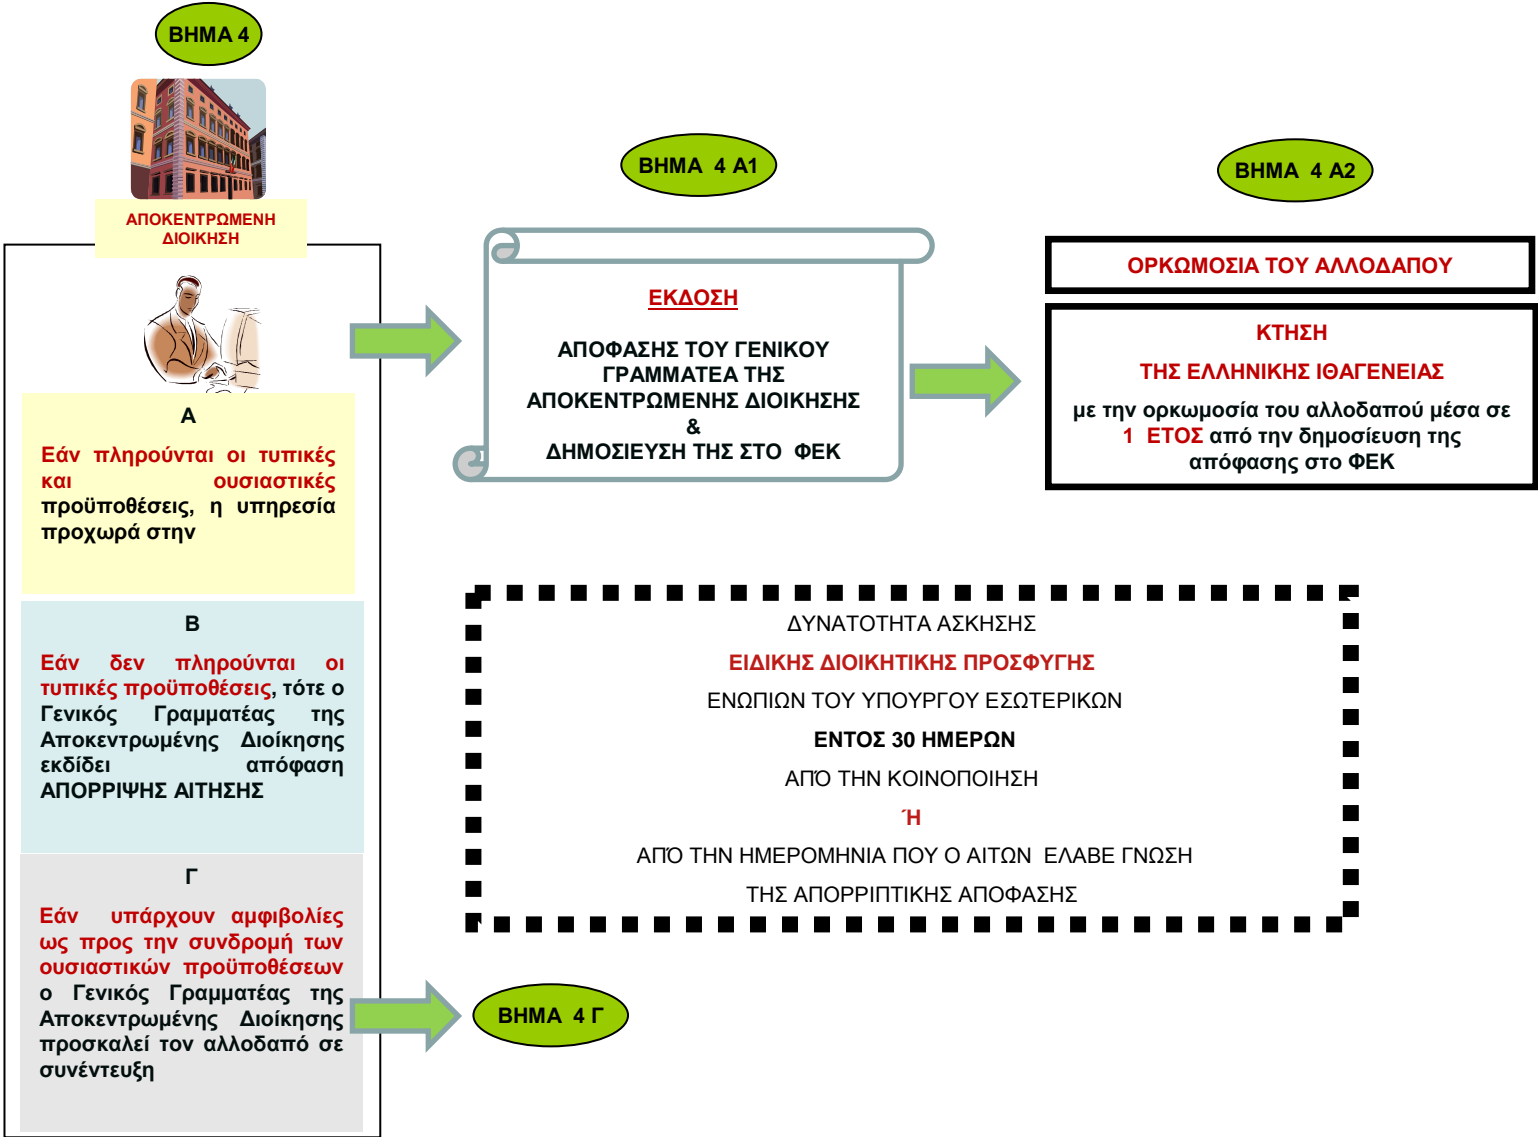 ΒΗΜΑ 4
ΑΠΟΚΕΝΤΡΩΜΕΝΗ
ΔΙΟΙΚΗΣΗ
Α
Εάν πληρούνται οι τυπικές
και ουσιαστικές
προϋποθέσεις, η υπηρεσία
προχωρά στην
Β
Εάν δεν πληρούνται οι
τυπικές προϋποθέσεις, τότε ο
Γενικός Γραμματέας της
Αποκεντρωμένης Διοίκησης
εκδίδει απόφαση
ΑΠΟΡΡΙΨΗΣ ΑΙΤΗΣΗΣ
Γ
Εάν υπάρχουν αμφιβολίες
ως προς την συνδρομή των
ουσιαστικών προϋποθέσεων
ο Γενικός Γραμματέας της
Αποκεντρωμένης Διοίκησης
προσκαλεί τον αλλοδαπό σε
συνέντευξη
ΒΗΜΑ 4 Α1
ΕΚΔΟΣΗ
ΑΠΟΦΑΣΗΣ ΤΟΥ ΓΕΝΙΚΟΥ
ΓΡΑΜΜΑΤΕΑ ΤΗΣ
ΑΠΟΚΕΝΤΡΩΜΕΝΗΣ ΔΙΟΙΚΗΣΗΣ
&
ΔΗΜΟΣΙΕΥΣΗ ΤΗΣ ΣΤΟ ΦΕΚ
ΒΗΜΑ 4 Α2
ΟΡΚΩΜΟΣΙΑ ΤΟΥ ΑΛΛΟΔΑΠΟΥ
ΚΤΗΣΗ
ΤΗΣ ΕΛΛΗΝΙΚΗΣ ΙΘΑΓΕΝΕΙΑΣ
με την ορκωμοσία του αλλοδαπού μέσα σε
1 ΕΤΟΣ από την δημοσίευση της
απόφασης στο ΦΕΚ
ΔΥΝΑΤΟΤΗΤΑ ΑΣΚΗΣΗΣ
ΕΙΔΙΚΗΣ ΔΙΟΙΚΗΤΙΚΗΣ ΠΡΟΣΦΥΓΗΣ
ΕΝΩΠΙΩΝ ΤΟΥ ΥΠΟΥΡΓΟΥ ΕΣΩΤΕΡΙΚΩΝ
ΕΝΤΟΣ 30 ΗΜΕΡΩΝ
ΑΠΌ ΤΗΝ ΚΟΙΝΟΠΟΙΗΣΗ
Ή
ΑΠΌ ΤΗΝ ΗΜΕΡΟΜΗΝΙΑ ΠΟΥ Ο ΑΙΤΩΝ ΕΛΑΒΕ ΓΝΩΣΗ
ΤΗΣ ΑΠΟΡΡΙΠΤΙΚΗΣ ΑΠΟΦΑΣΗΣ
ΒΗΜΑ 4 Γ